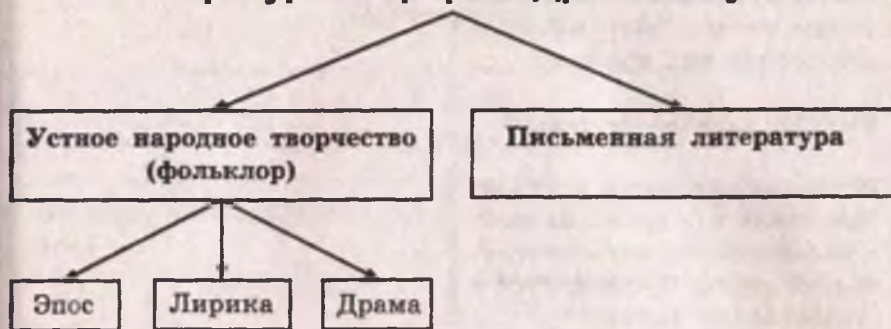 Устное народное творчество
(фольклор)
Письменная литература
Эпос
Лирика
Драма